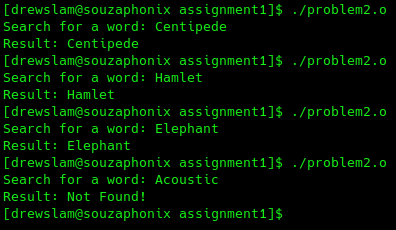 [drewslam@souzaphonix assignment1]$ ./problem2.o
Search for a word: Centipede
Result: Centipede
[drewslam@souzaphonix assignment1]$ ./problem2.o
Search for a word: Hamlet
Result: Hamlet
[drewslam@souzaphonix assignment1]$ ./problem2.o
Search for a word: Elephant
Result: Elephant
[drewslam@souzaphonix assignment1]$ ./problem2.o
Search for a word: Acoustic
Result: Not Found!
[drewslam@souzaphonix assignment1]$